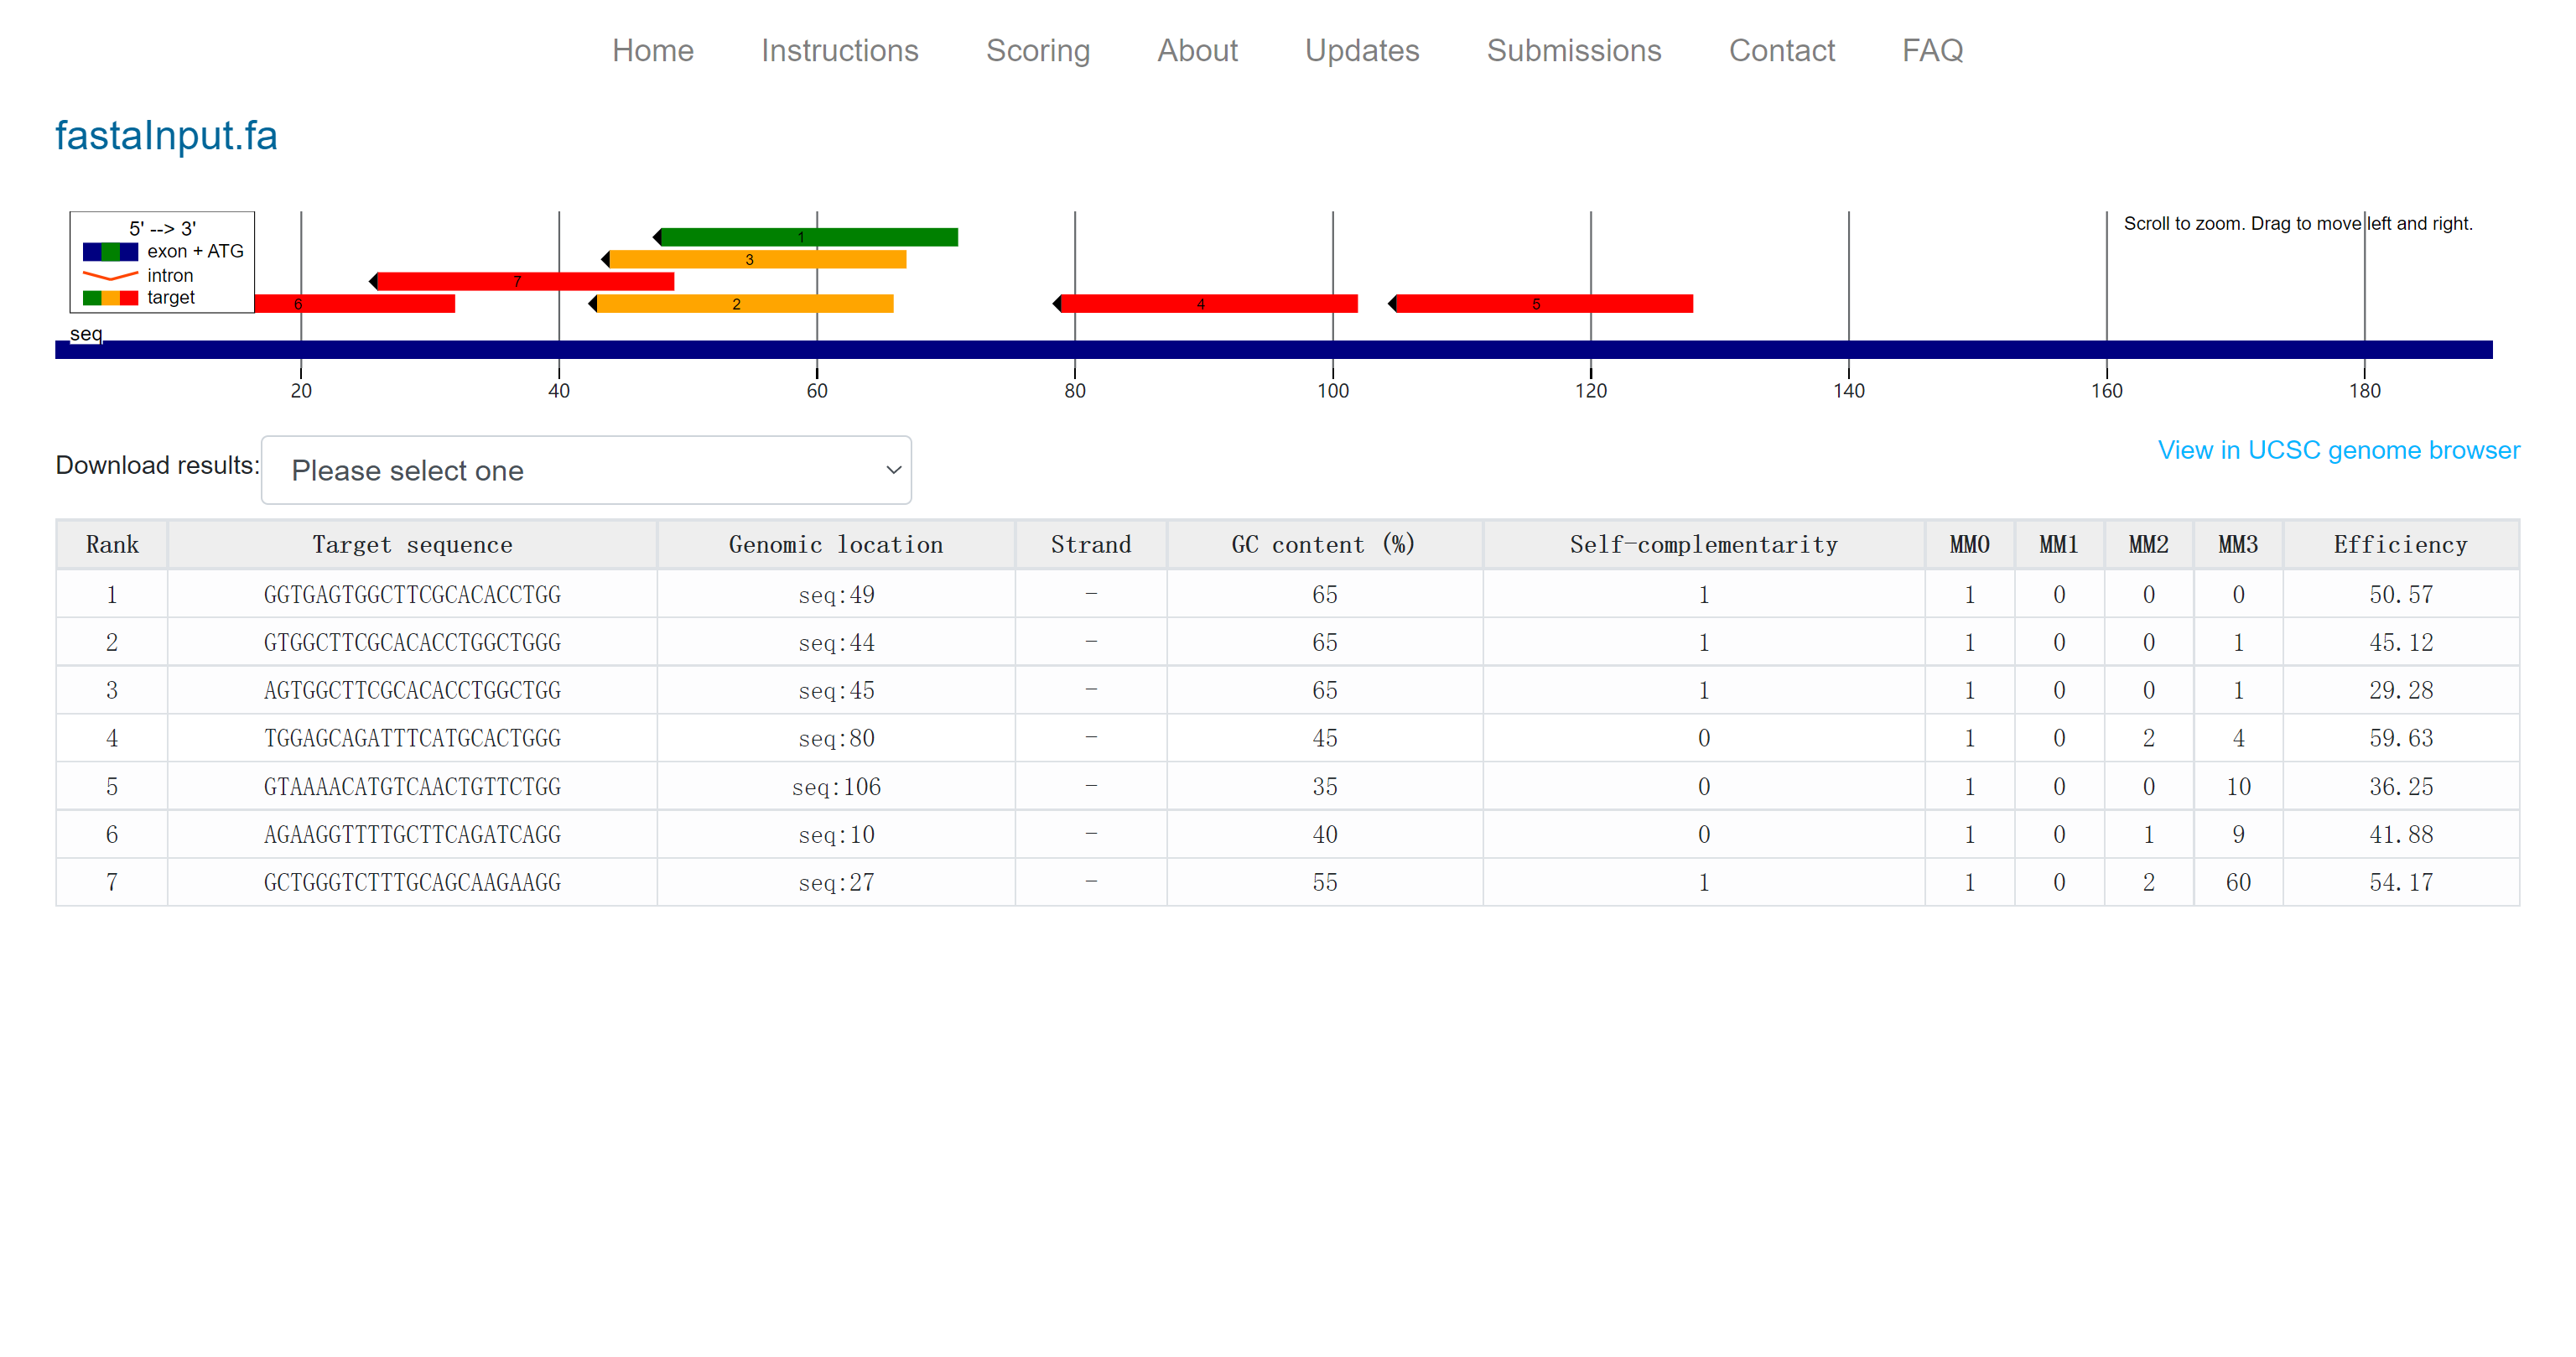 Home Instructions Scoring About Updates Submissions Contact FAQ
fastaInput.fa
5' --> 3'
exon + ATG
intron
target
Scroll to zoom. Drag to move left and right.
1
3
7
6
2
4
5
seq
20 40 60 80 100 120 140 160 180
Download results: Please select one
View in UCSC genome browser
Rank Target sequence Genomic location Strand GC content (%) Self-complementarity MM0 MM1 MM2 MM3 Efficiency
1 GGTGAGTGGCTTCGCACACCTGG seq:49 - 65 1 1 0 0 0 50.57
2 GTGGCTTCGCACACCTGGCTGGG seq:44 - 65 1 1 0 0 1 45.12
3 AGTGGCTTCGCACACCTGGCTGG seq:45 - 65 1 1 0 0 1 29.28
4 TGGAGCAGATTTCATGCACTGGG seq:80 - 45 0 1 0 2 4 59.63
5 GTAAAACATGTCAACTGTTCTGG seq:106 - 35 0 1 0 0 10 36.25
6 AGAAGGTTTTGCTTCAGATCAGG seq:10 - 40 0 1 0 1 9 41.88
7 GCTGGGTCTTTGCAGCAAGAAGG seq:27 - 55 1 1 0 2 60 54.17